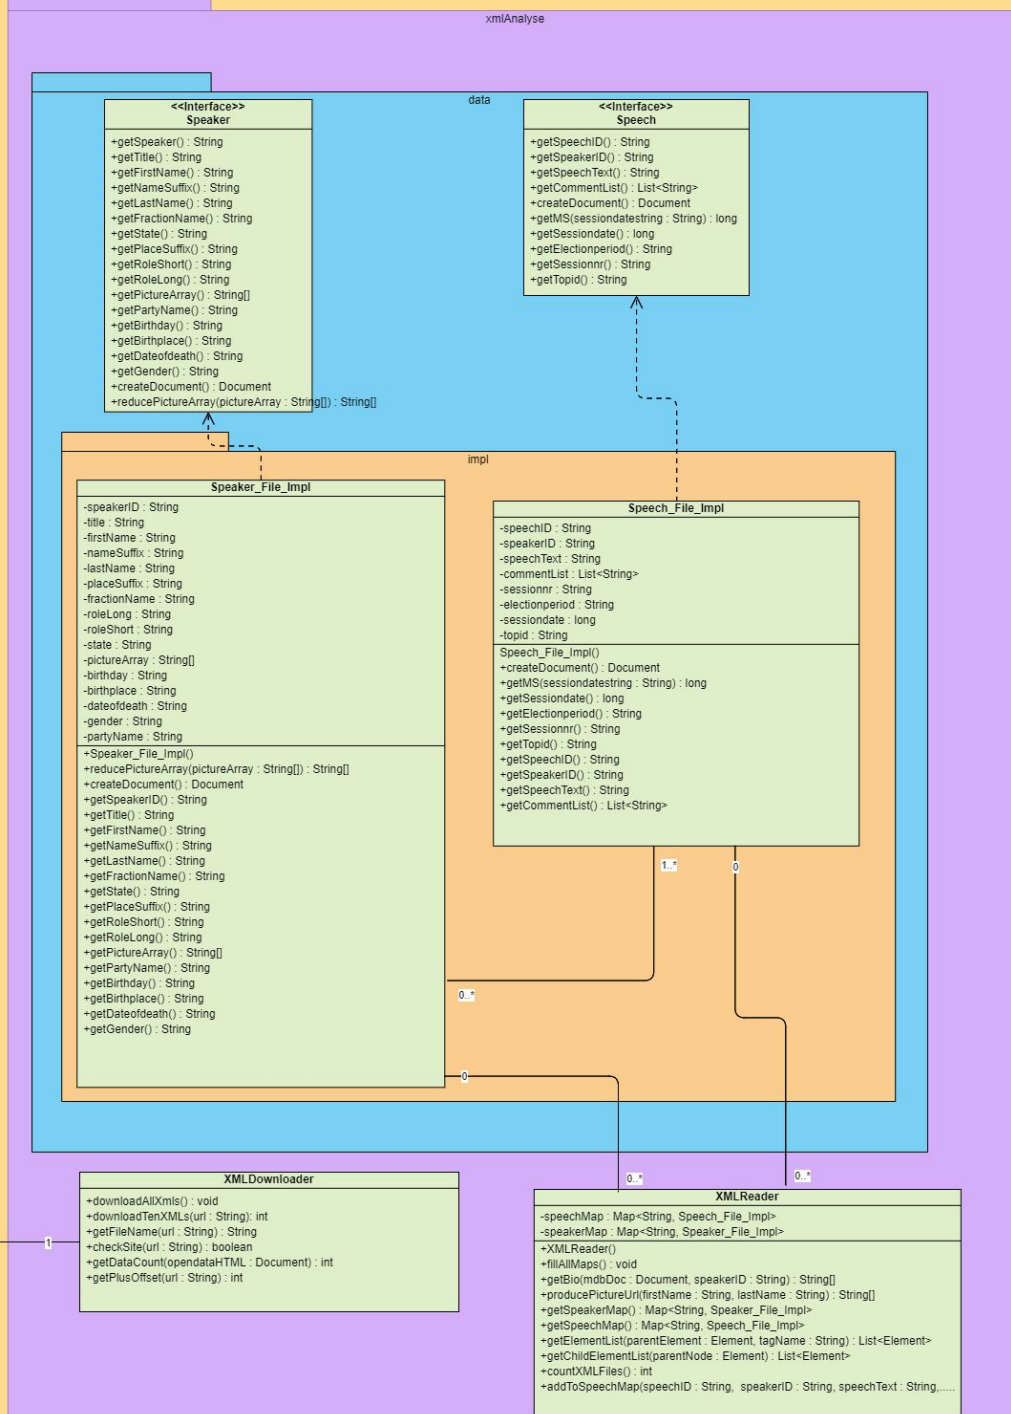 xmlAnalyse
data
<<Interface>>
Speaker
+getSpeaker() : String
+getTitle() : String
+getFirstName() : String
+getNameSuffix() : String
+getLastName() : String
+getFractionName() : String
+getState() : String
+getPlaceSuffix() : String
+getRoleShort() : String
+getRoleLong() : String
+getPictureArray() : String[]
+getPartyName() : String
+getBirthday() : String
+getBirthplace() : String
+getDateofdeath() : String
+getGender() : String
+createDocument() : Document
+reducePictureArray(pictureArray : String[]) : String[]
<<Interface>>
Speech
+getSpeechID() : String
+getSpeakerID() : String
+getSpeechText() : String
+getCommentList() : List<String>
+createDocument() : Document
+getMS(sessiondatestring : String) : long
+getSessiondate() : long
+getElectionperiod() : String
+getSessionnr() : String
+getTopid() : String
impl
Speaker_File_Impl
-speakerID : String
-title : String
-firstName : String
-nameSuffix : String
-lastName : String
-placeSuffix : String
-fractionName : String
-roleLong : String
-roleShort : String
-state : String
-pictureArray : String[]
-birthday : String
-birthplace : String
-dateofdeath : String
-gender : String
-partyName : String
+Speaker_File_Impl()
+reducePictureArray(pictureArray : String[]) : String[]
+createDocument() : Document
+getSpeakerID() : String
+getTitle() : String
+getFirstName() : String
+getNameSuffix() : String
+getLastName() : String
+getFractionName() : String
+getState() : String
+getPlaceSuffix() : String
+getRoleShort() : String
+getRoleLong() : String
+getPictureArray() : String[]
+getPartyName() : String
+getBirthday() : String
+getBirthplace() : String
+getDateofdeath() : String
+getGender() : String
Speech_File_Impl
-speechID : String
-speakerID : String
-speechText : String
-commentList : List<String>
-sessionnr : String
-electionperiod : String
-sessiondate : long
-topid : String
Speech_File_Impl()
+createDocument() : Document
+getMS(sessiondatestring : String) : long
+getSessiondate() : long
+getElectionperiod() : String
+getSessionnr() : String
+getTopid() : String
+getSpeechID() : String
+getSpeakerID() : String
+getSpeechText() : String
+getCommentList() : List<String>
1..*
0
0..*
0
0..*
0..*
XMLDownloader
+downloadAllXmls() : void
+downloadTenXMLs(url : String): int
+getFileName(url : String) : String
+checkSite(url : String) : boolean
+getDataCount(opendataHTML : Document) : int
+getPlusOffset(url : String) : int
1
XMLReader
-speechMap : Map<String, Speech_File_Impl>
-speakerMap : Map<String, Speaker_File_Impl>
+XMLReader()
+fillAllMaps() : void
+getBio(mdbDoc : Document, speakerID : String) : String[]
+producePictureUrl(firstName : String, lastName : String) : String[]
+getSpeakerMap() : Map<String, Speaker_File_Impl>
+getSpeechMap() : Map<String, Speech_File_Impl>
+getElementList(parentElement : Element, tagName : String) : List<Element>
+getChildElementList(parentNode : Element) : List<Element>
+countXMLFiles() : int
+addToSpeechMap(speechID : String, speakerID : String, speechText : String,.....